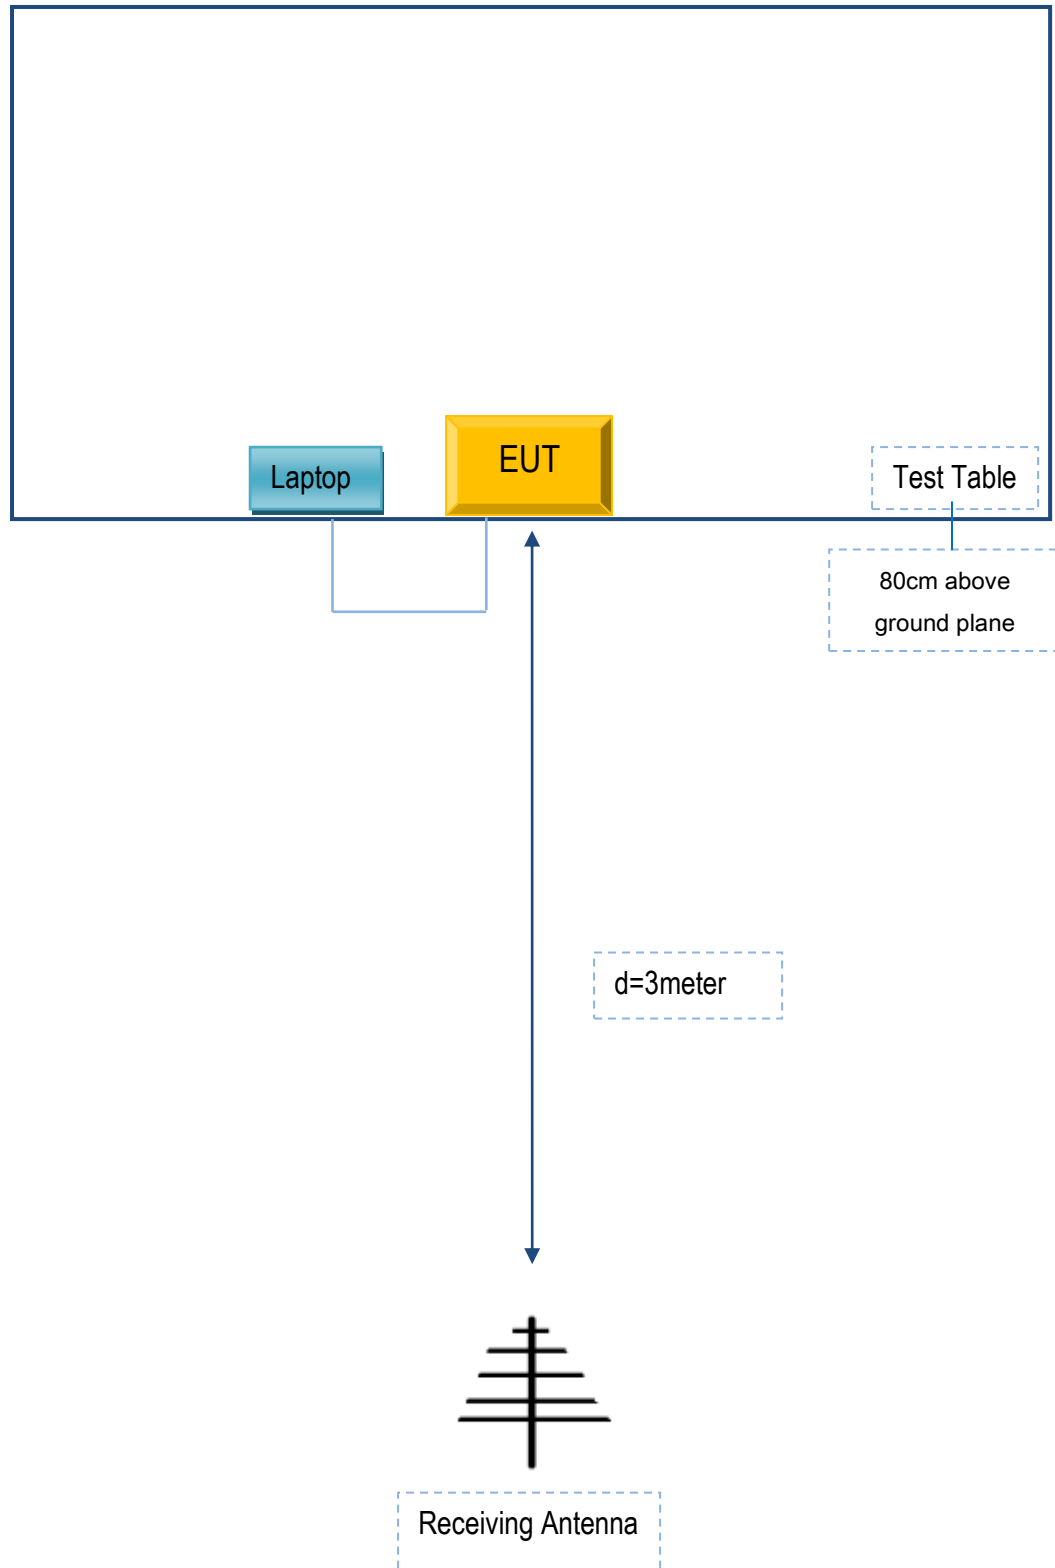 EUT
Laptop
Test Table
80cm above
ground plane
d=3meter
Receiving Antenna